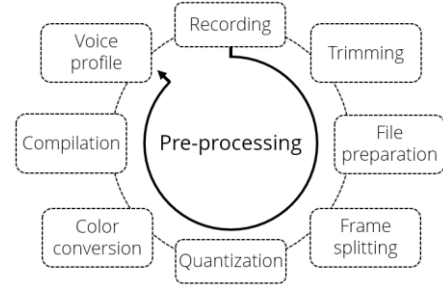 Recording
Trimming
File
preparation
Frame
splitting
Quantization
Color
conversion
Compilation
Voice
profile
Pre-processing